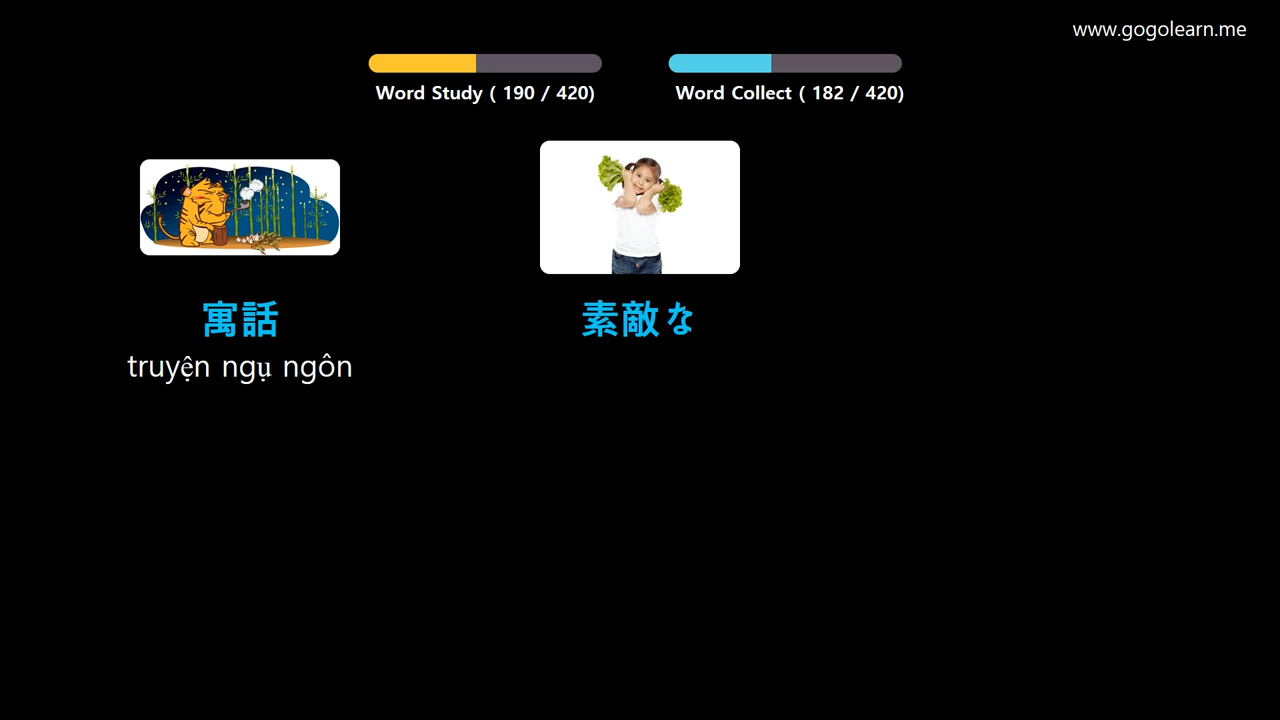 www.gogolearn.me
Word Study ( 190 / 420)
Word Collect ( 182 / 420)
寓話
truyện ngụ ngôn
素敵な